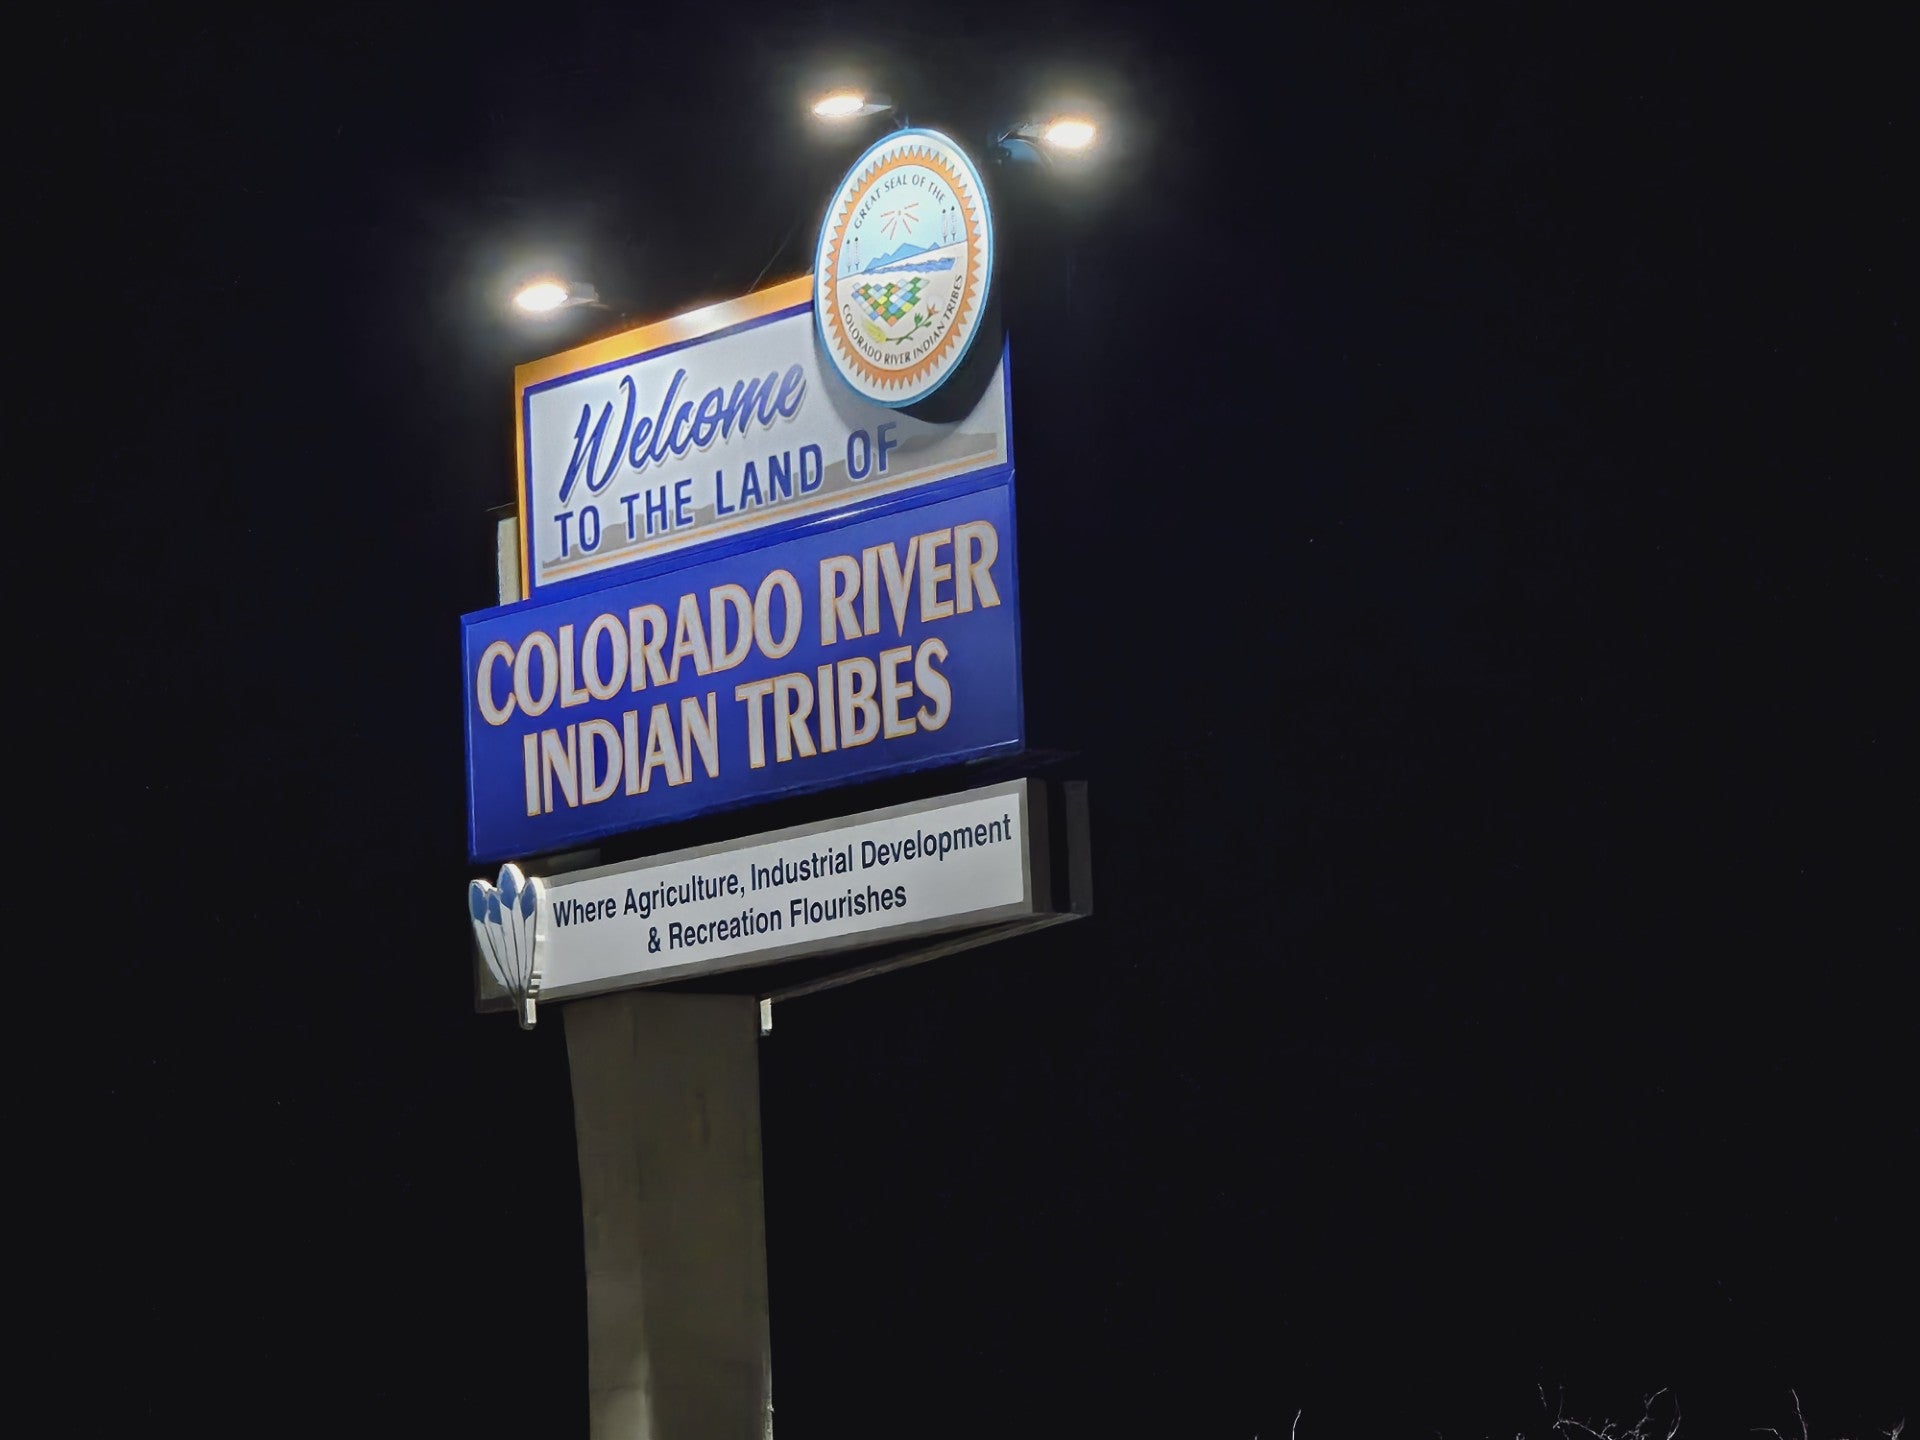 GREAT SEAL OF THE
COLORADO RIVER INDIAN TRIBES
Welcome
TO THE LAND OF
COLORADO RIVER
INDIAN TRIBES
Where Agriculture, Industrial Development
& Recreation Flourishes